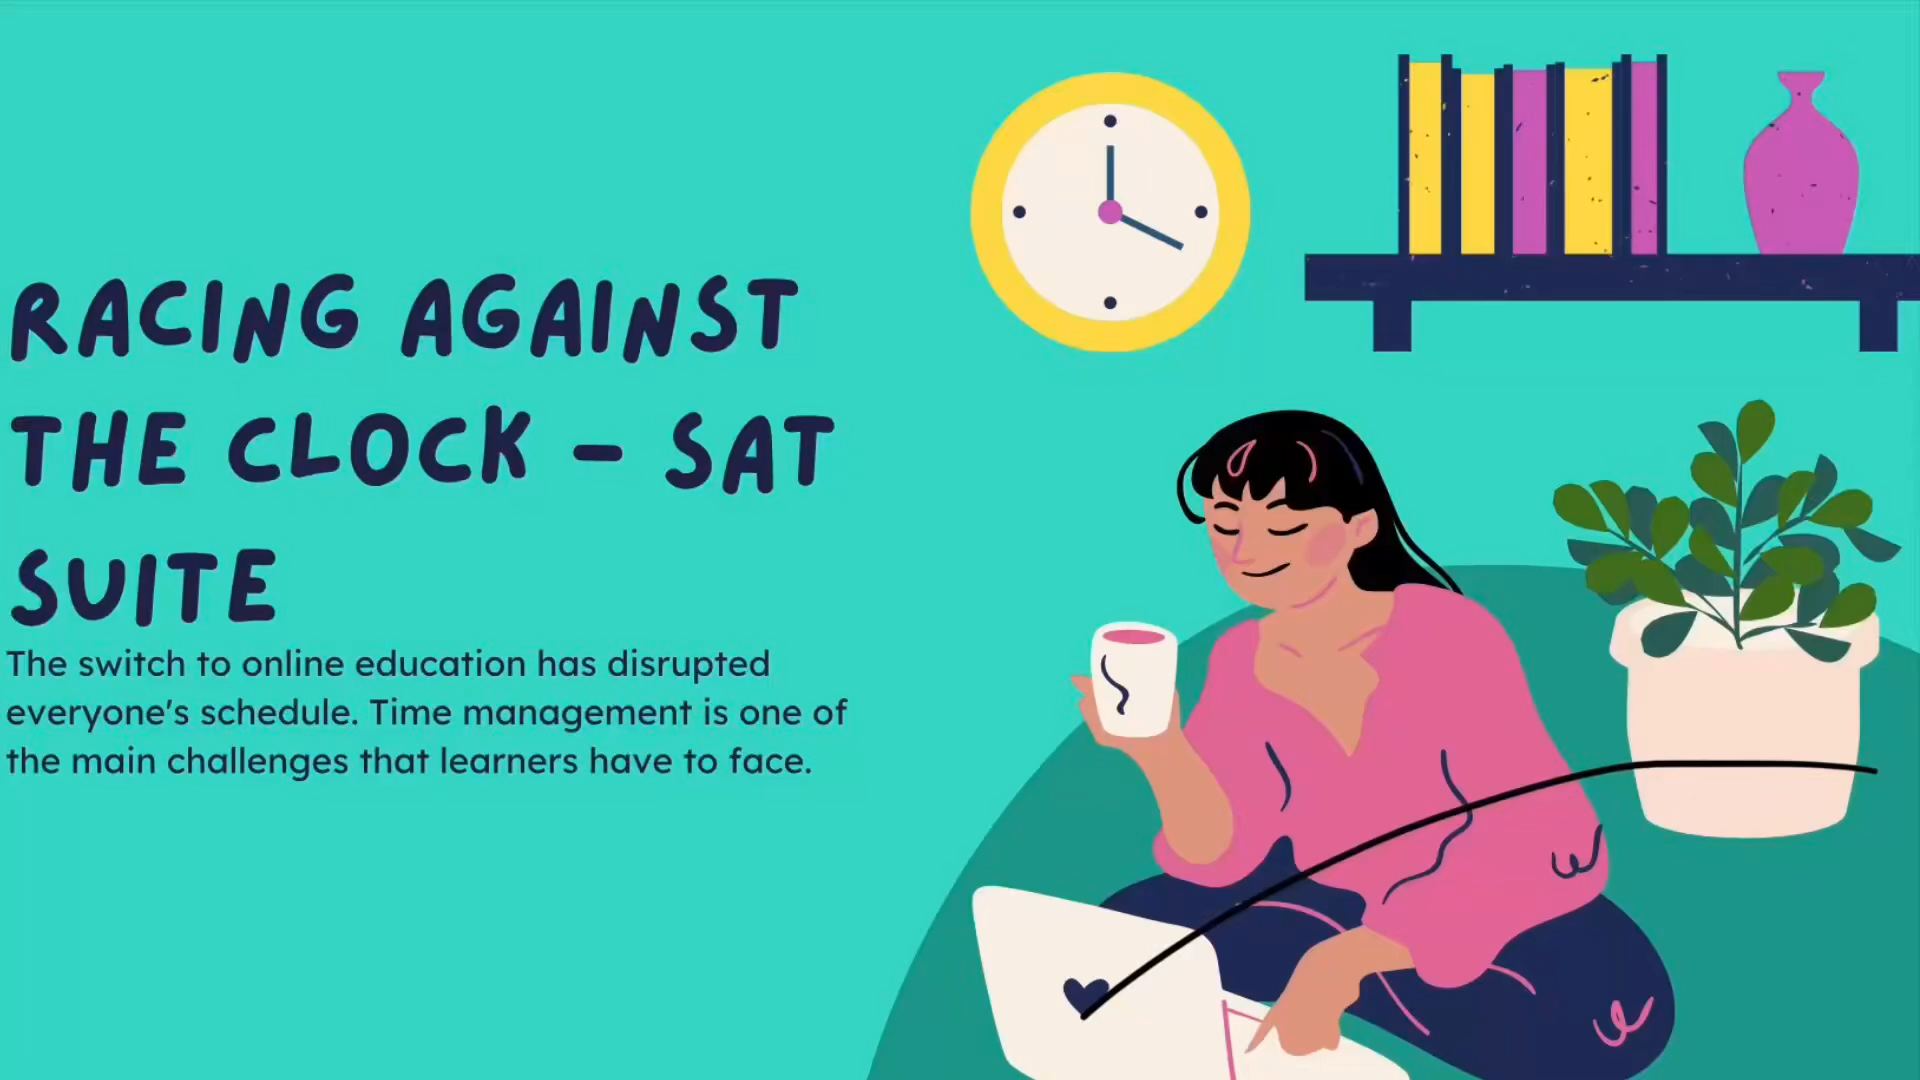 RACING AGAINST
THE CLOCK - SAT
SUITE
The switch to online education has disrupted
everyone's schedule. Time management is one of
the main challenges that learners have to face.